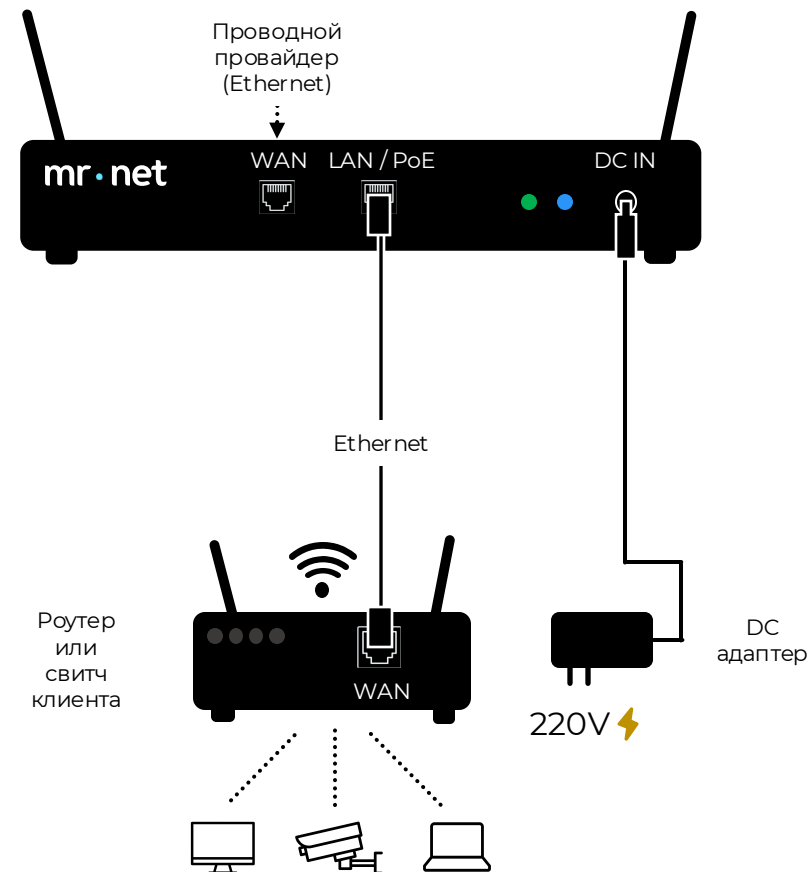 Проводной
провайдер
(Ethernet)
mr·net
WAN
LAN / PoE
DC IN
Ethernet
Роутер
или
свитч
клиента
WAN
DC
адаптер
220V